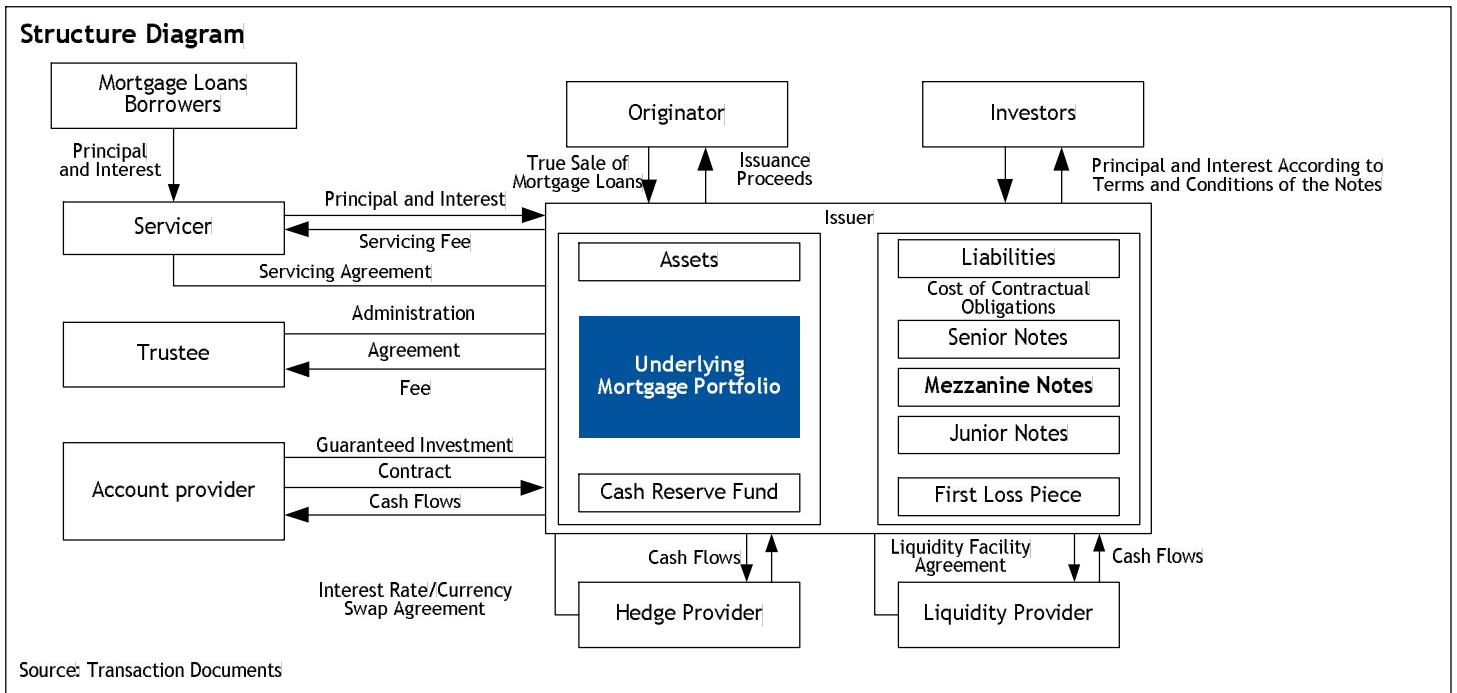 Structure Diagram
Mortgage Loans
Borrowers
Originator
Investors
Principal
and Interest
True Sale of
Mortgage Loans
Issuance
Proceeds
Principal and Interest According to
Terms and Conditions of the Notes
Principal and Interest
Servicer
Issuer
Servicing Fee
Servicing Agreement
Assets
Liabilities
Cost of Contractual
Obligations
Administration
Senior Notes
Trustee
Agreement
Fee
Underlying
Mortgage Portfolio
Mezzanine Notes
Junior Notes
Guaranteed Investment
Contract
Account provider
Cash Flows
Cash Reserve Fund
First Loss Piece
Cash Flows
Liquidity Facility
Agreement
Cash Flows
Interest Rate/Currency
Swap Agreement
Hedge Provider
Liquidity Provider
Source: Transaction Documents